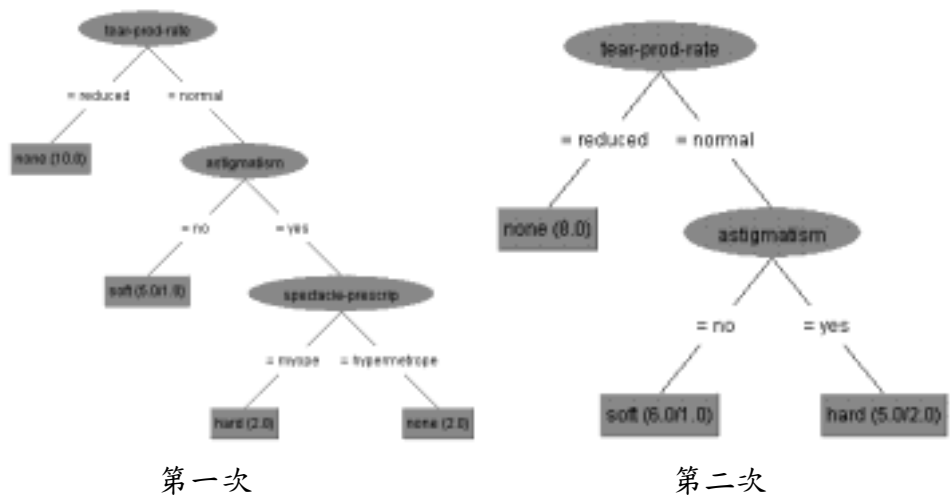 tear-prod-rate
= reduced
= normal
none (10.0)
astigmatism
= no
= yes
soft (5.0/1.0)
spectacle-prescrip
= myope
= hypermetrope
hard (2.0)
none (2.0)
第一次
tear-prod-rate
= reduced
= normal
none (8.0)
astigmatism
= no
= yes
soft (6.0/1.0)
hard (5.0/2.0)
第二次